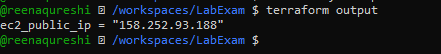 @reenaqureshi /workspaces/LabExam $ terraform output
ec2_public_ip = "158.252.93.188"
@reenaqureshi /workspaces/LabExam $